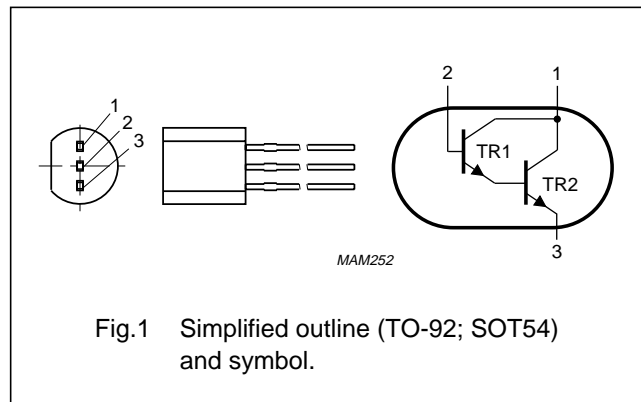 1
2
3
2 1
TR1
TR2
3
MAM252
Fig.1 Simplified outline (TO-92; SOT54)
and symbol.